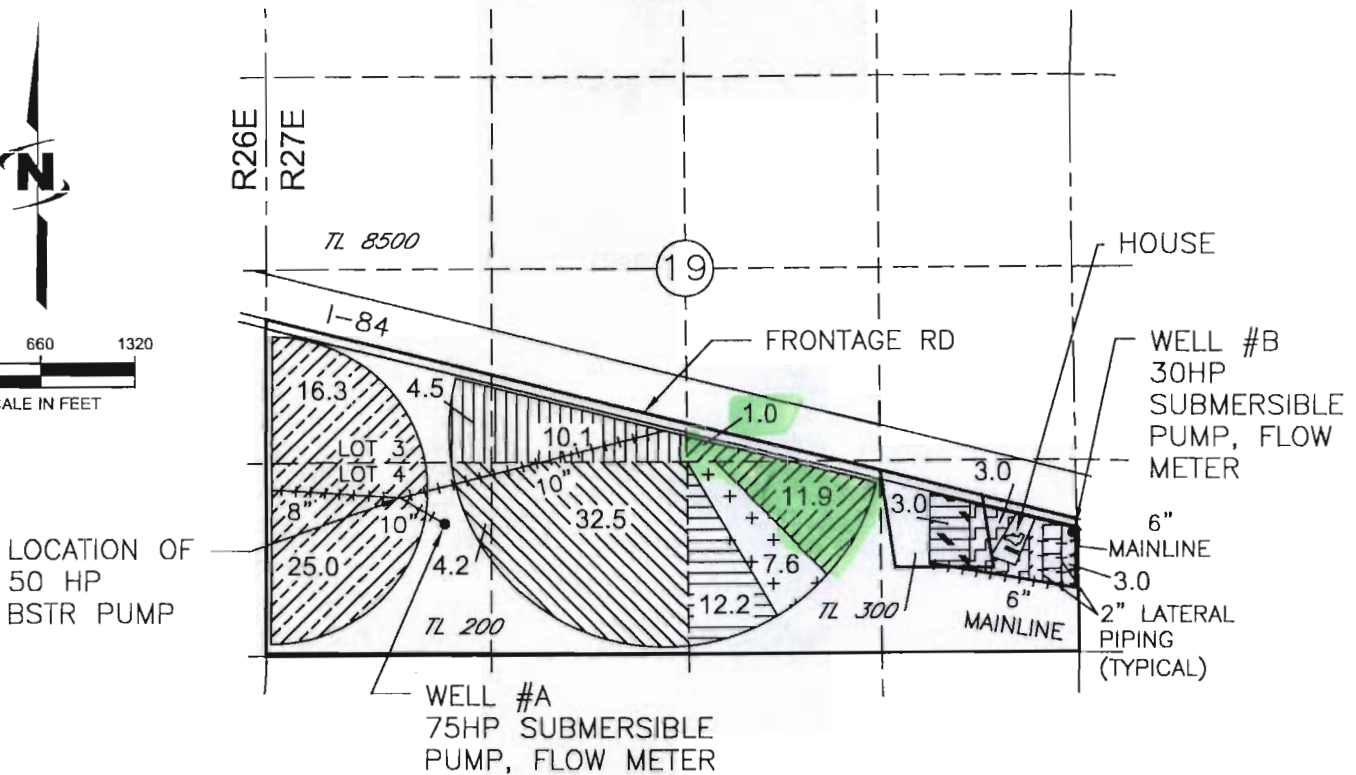 N
660 1320
CALE IN FEET
R26E
R27E
TL 8500
19
I-84
HOUSE
FRONTAGE RD
WELL #B
30HP
SUBMERSIBLE
PUMP, FLOW
METER
16.3
4.5
10.1
1.0
LOT 3
LOT 4
3.0
3.0
11.9
8"
10"
10"
32.5
6"
MAINLINE
LOCATION OF
50 HP
BSTR PUMP
25.0
4.2
7.6
3.0
12.2
TL 200
TL 300
6"
MAINLINE
2" LATERAL
PIPING
(TYPICAL)
WELL #A
75HP SUBMERSIBLE
PUMP, FLOW METER